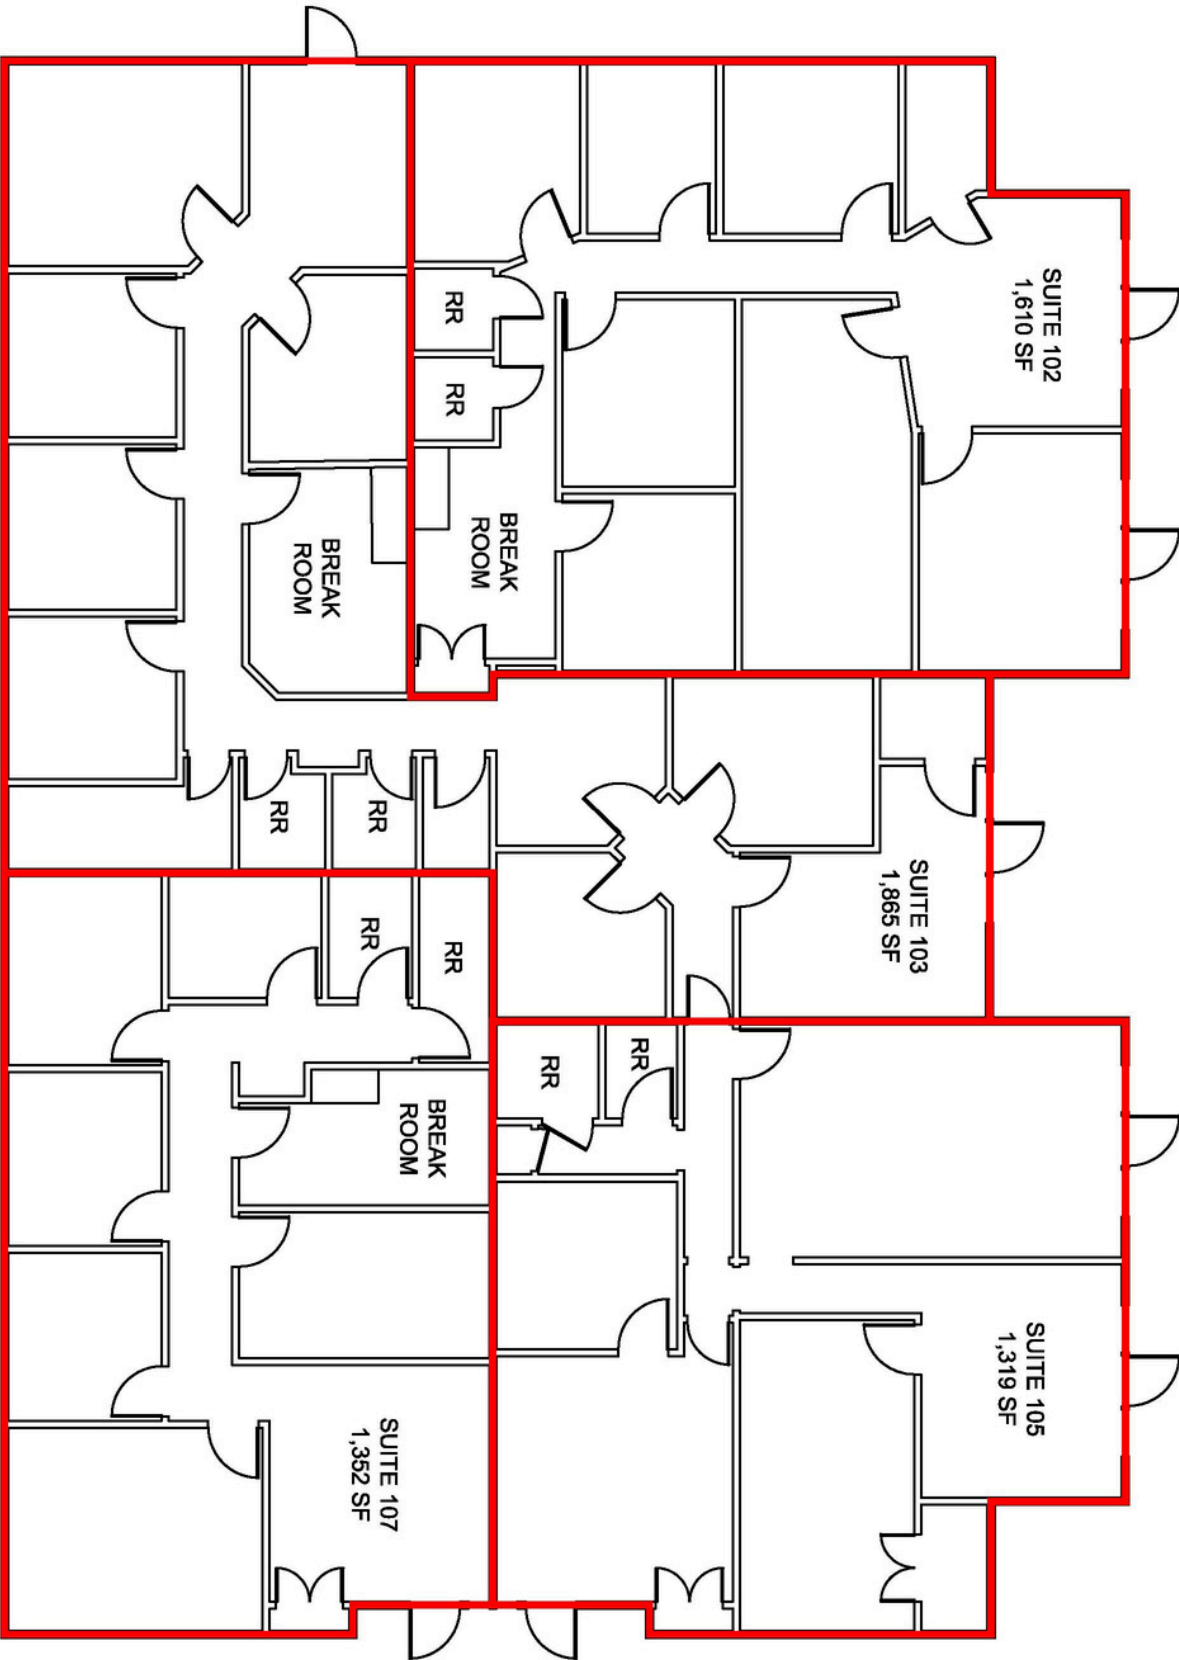 SUITE 102
1,610 SF
RR
RR
BREAK
ROOM
BREAK
ROOM
SUITE 103
1,865 SF
RR
RR
RR
RR
BREAK
ROOM
RR
RR
SUITE 105
1,319 SF
SUITE 107
1,352 SF